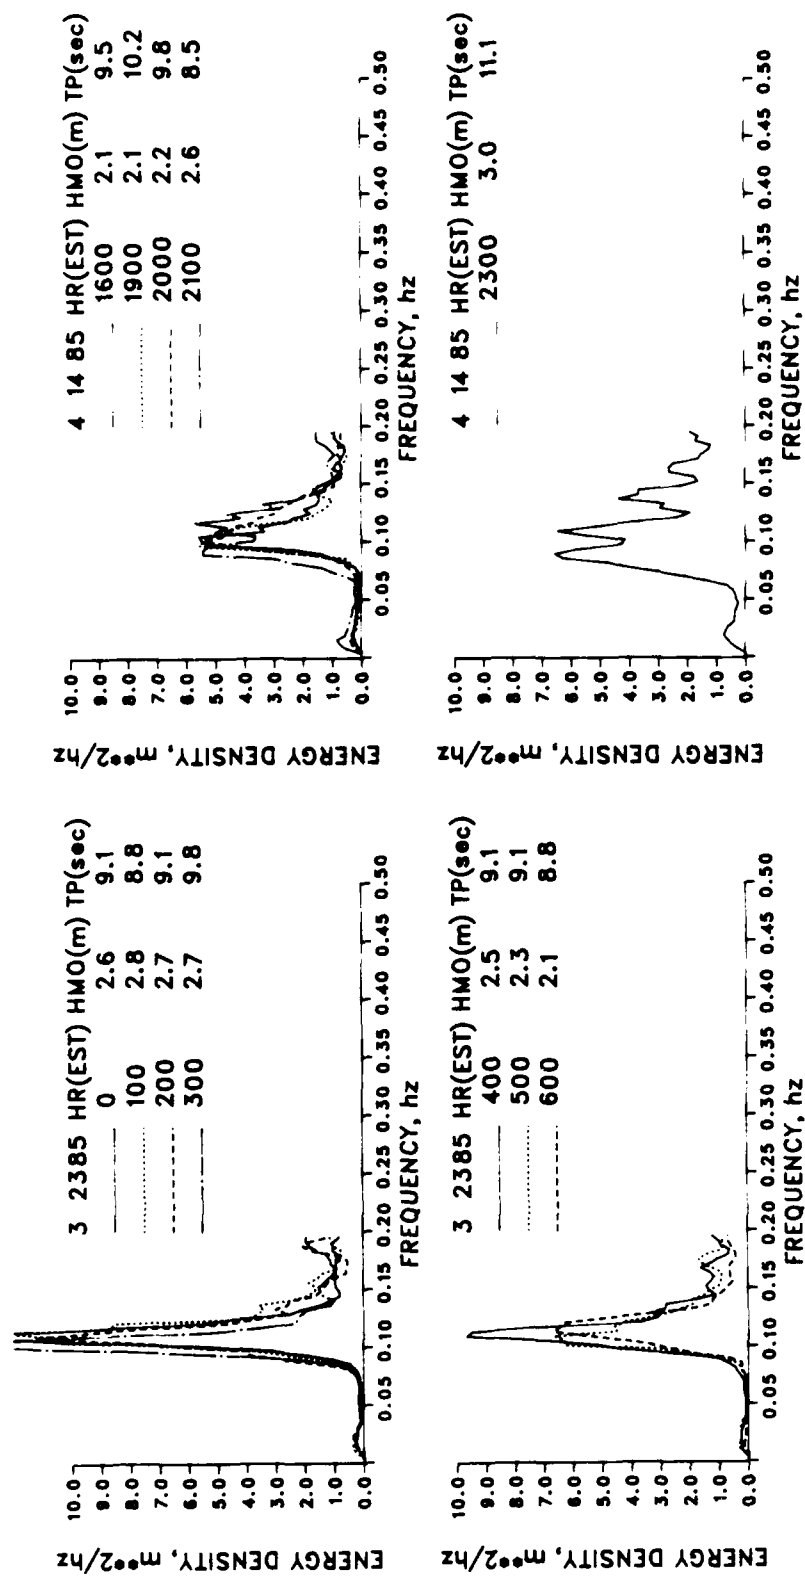 3 2385 HR(EST) HMO(m) TP(sec)
0 2.6 9.1
100 2.8 8.8
200 2.7 9.1
300 2.7 9.8
ENERGY DENSITY, m**2/hz
10.0
9.0
8.0
7.0
6.0
5.0
4.0
3.0
2.0
1.0
0.0
0.05 0.10 0.15 0.20 0.25 0.30 0.35 0.40 0.45 0.50
FREQUENCY, hz
4 14 85 HR(EST) HMO(m) TP(sec)
1600 2.1 9.5
1900 2.1 10.2
2000 2.2 9.8
2100 2.6 8.5
ENERGY DENSITY, m**2/hz
10.0
9.0
8.0
7.0
6.0
5.0
4.0
3.0
2.0
1.0
0.0
0.05 0.10 0.15 0.20 0.25 0.30 0.35 0.40 0.45 0.50
FREQUENCY, hz
3 2385 HR(EST) HMO(m) TP(sec)
400 2.5 9.1
500 2.3 9.1
600 2.1 8.8
ENERGY DENSITY, m**2/hz
10.0
9.0
8.0
7.0
6.0
5.0
4.0
3.0
2.0
1.0
0.0
0.05 0.10 0.15 0.20 0.25 0.30 0.35 0.40 0.45 0.50
FREQUENCY, hz
4 14 85 HR(EST) HMO(m) TP(sec)
2300 3.0 11.1
ENERGY DENSITY, m**2/hz
10.0
9.0
8.0
7.0
6.0
5.0
4.0
3.0
2.0
1.0
0.0
0.05 0.10 0.15 0.20 0.25 0.30 0.35 0.40 0.45 0.50
FREQUENCY, hz